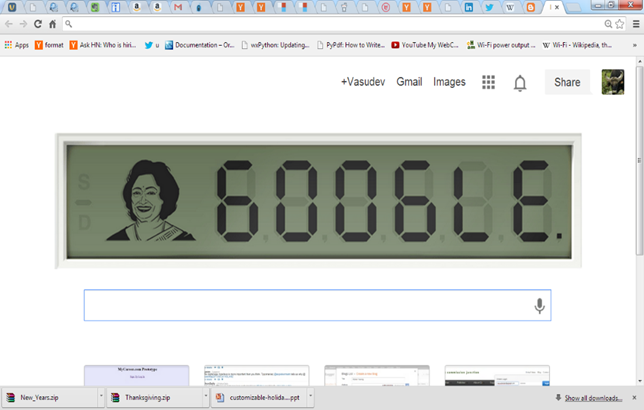 Apps format Ask HN: Who is hiri... u Documentation – Or... wxPython: Updating... PyPdf: How to Write... YouTube My WebC... Wi-Fi power output ... Wi-Fi - Wikipedia, th... »
+Vasudev Gmail Images Share
S
D
GOOGLE.
New_Years.zip Thanksgiving.zip customizable-holida....ppt Show all downloads...